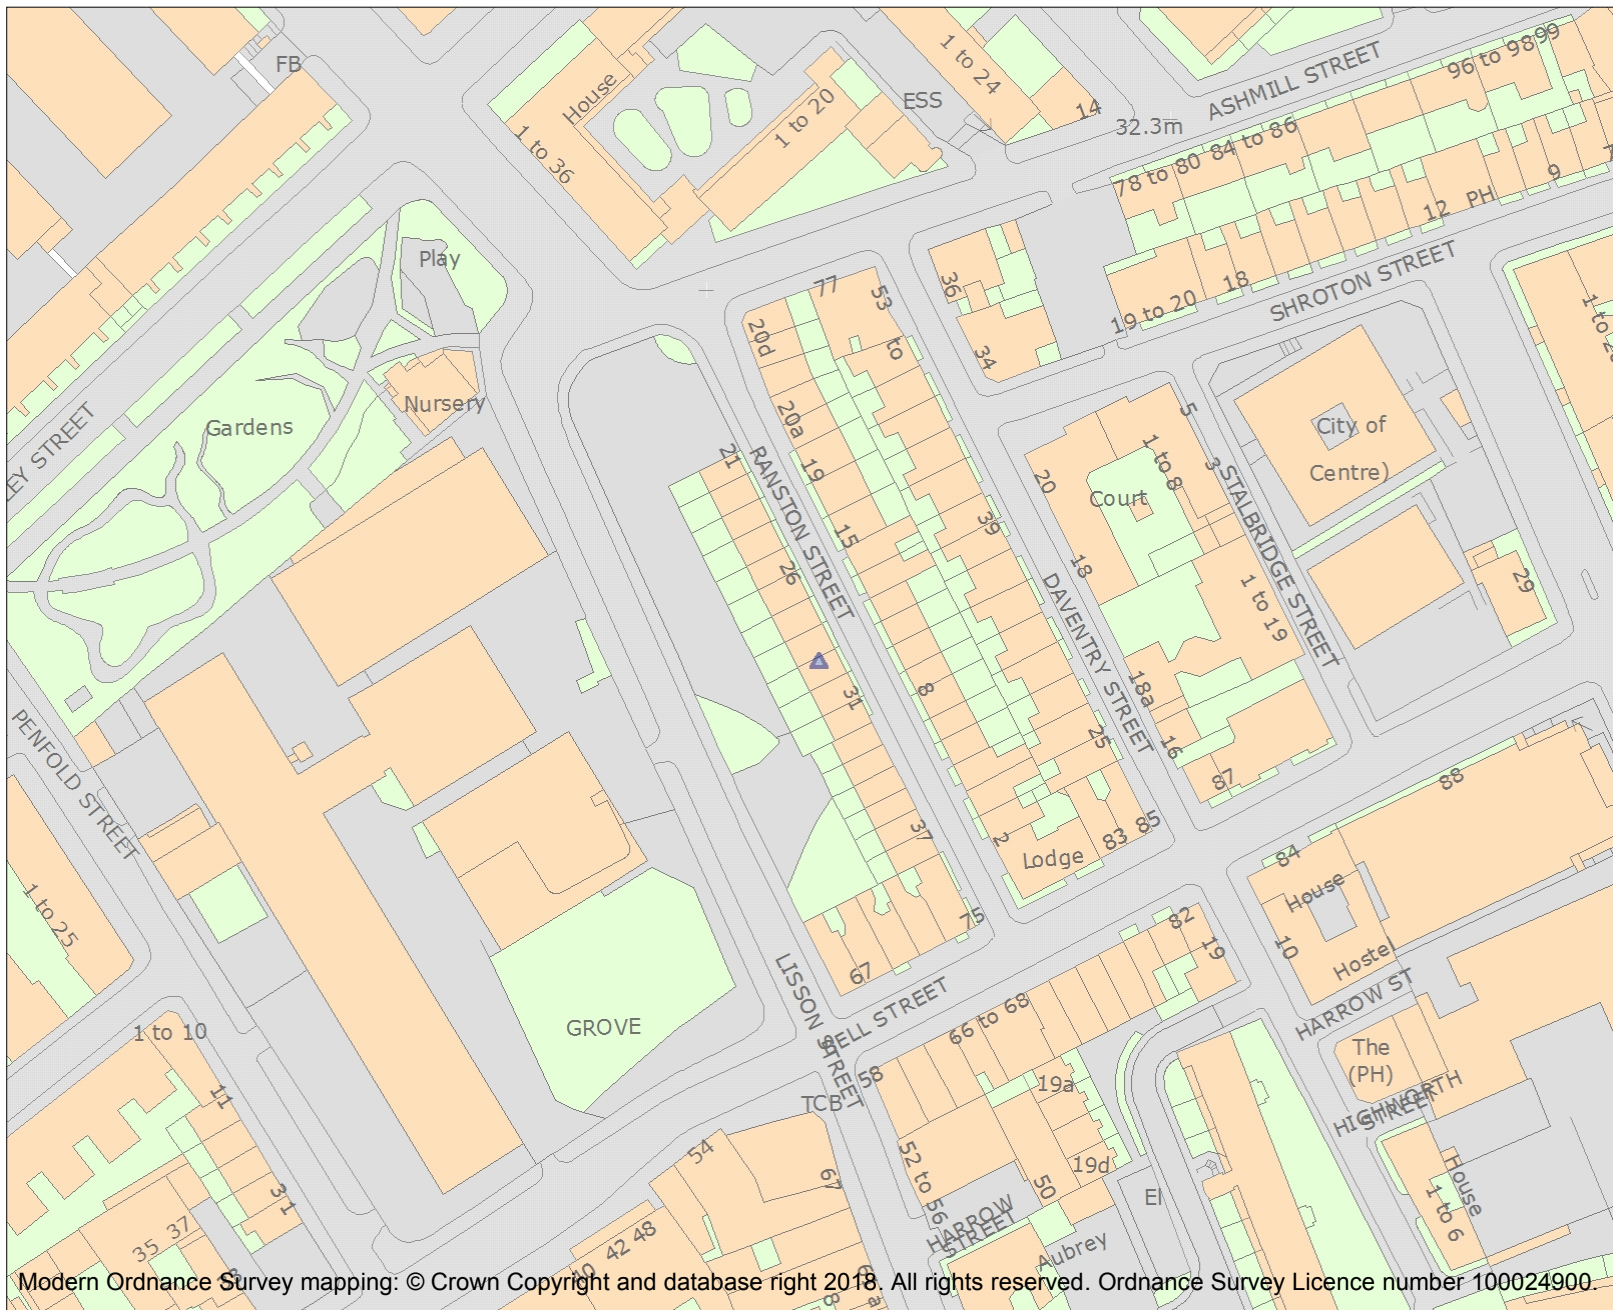 FB
House
1 to 36
1 to 20
ESS
1 to 24
14
32.3m
ASHMILL STREET
96 to 98
99
78 to 80
84 to 86
12
PH
9
Play
77
53
to
36
34
19 to 20
18
SHROTON STREET
20d
20a
Nursery
Gardens
LEY STREET
21
RANSTON STREET
19
15
39
26
20
Court
1 to 8
5
3
STALBRIDGE STREET
City of
Centre)
18
DAVENTRY STREET
1 to 19
29
31
8
18a
25
16
87
88
PENFOLD STREET
37
2
Lodge
83
85
84
House
1 to 25
75
82
19
10
Hostel
67
LISSON STREET
BELL STREET
66 to 68
HARROW ST
GROVE
1 to 10
58
TCB
19a
The
(PH)
HIGHWORTH
STREET
11
54
67
52 to 56
50
19d
El
House
1 to 6
31
35
37
HARROW
STREET
Aubrey
40
42
48
Modern Ordnance Survey mapping: © Crown Copyright and database right 2018. All rights reserved. Ordnance Survey Licence number 100024900.